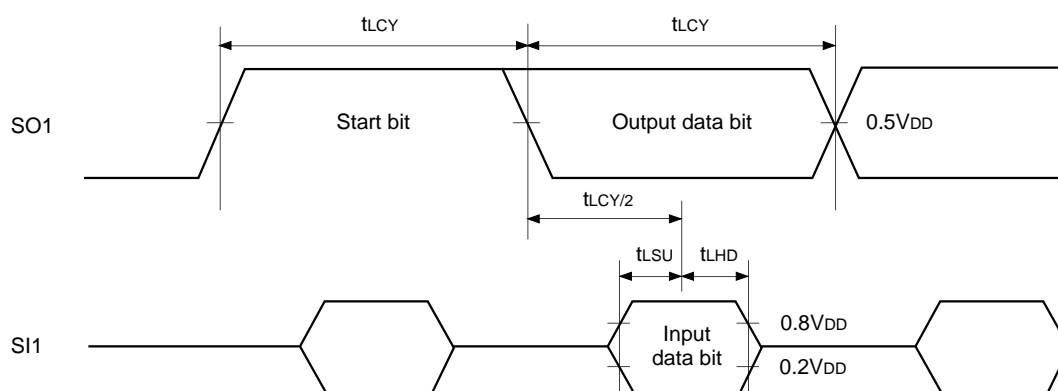 tLCY tLCY
SO1 Start bit Output data bit 0.5VDD
tLCY/2
tLSU tLHD
0.8VDD
SI1 Input
data bit
0.2VDD